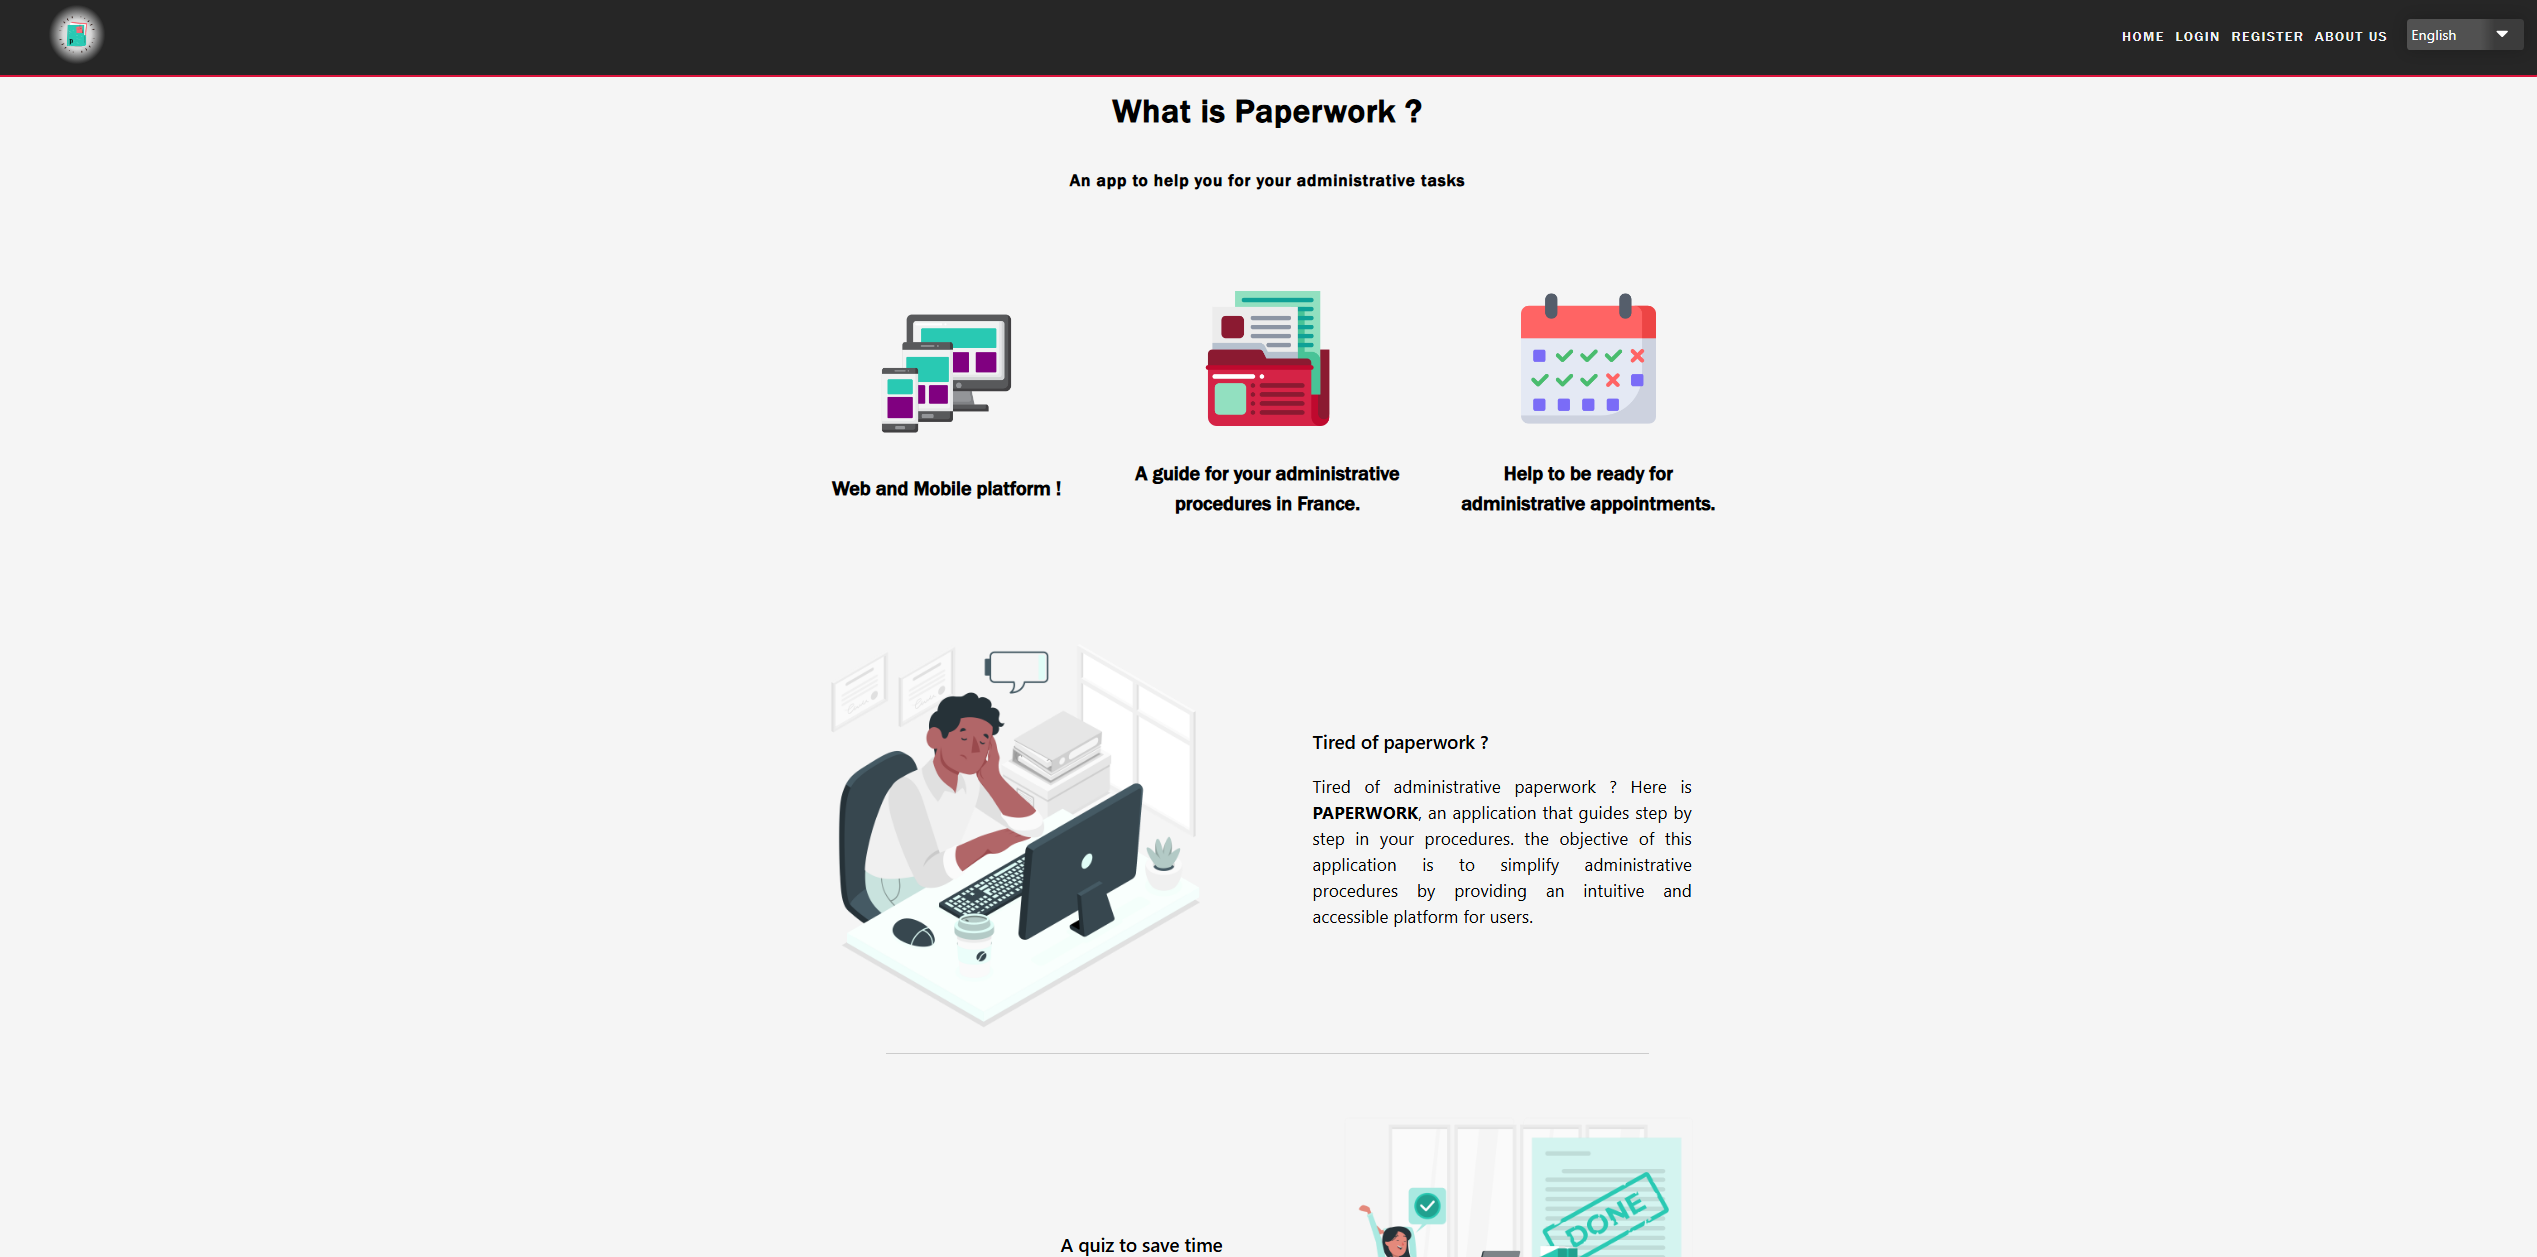 HOME LOGIN REGISTER ABOUT US English
What is Paperwork ?
An app to help you for your administrative tasks
Web and Mobile platform !
A guide for your administrative
procedures in France.
Help to be ready for
administrative appointments.
Tired of paperwork ?
Tired of administrative paperwork ? Here is
PAPERWORK, an application that guides step by
step in your procedures. the objective of this
application is to simplify administrative
procedures by providing an intuitive and
accessible platform for users.
A quiz to save time
DONE